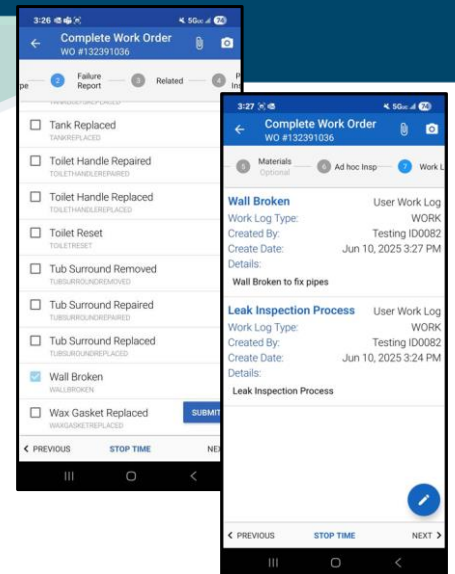 3:26
5G
74
Complete Work Order
WO #132391036
pe
2
Failure
Report
3
Related
4
Ins
Tank Replaced
TANKREPLACED
Toilet Handle Repaired
TOILETHANDLEREPAIRED
Toilet Handle Replaced
TOILETHANDLEREPLACED
Toilet Reset
TOILETRESET
Tub Surround Removed
TUBSURROUNDREMOVED
Tub Surround Repaired
TUBSURROUNDREPAIRED
Tub Surround Replaced
TUBSURROUNDREPLACED
Wall Broken
WALLBROKEN
Wax Gasket Replaced
WAXGASKETREPLACED
SUBMIT
PREVIOUS
STOP TIME
NEX
3:27
5G
Complete Work Order
WO #132391036
5
Materials
Optional
6
Ad hoc Insp
7
Work L
Wall Broken User Work Log
Work Log Type: WORK
Created By: Testing ID0082
Create Date: Jun 10, 2025 3:27 PM
Details:
Wall Broken to fix pipes
Leak Inspection Process User Work Log
Work Log Type: WORK
Created By: Testing ID0082
Create Date: Jun 10, 2025 3:24 PM
Details:
Leak Inspection Process
PREVIOUS
STOP TIME
NEXT